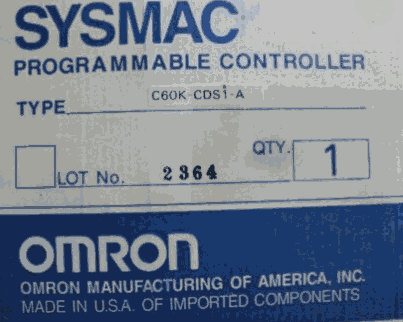 SYSMAC
PROGRAMMABLE CONTROLLER
TYPE C60K-CDS1-A
LOT No. 2364 QTY. 1
OMRON
OMRON MANUFACTURING OF AMERICA, INC.
MADE IN U.S.A. OF IMPORTED COMPONENTS